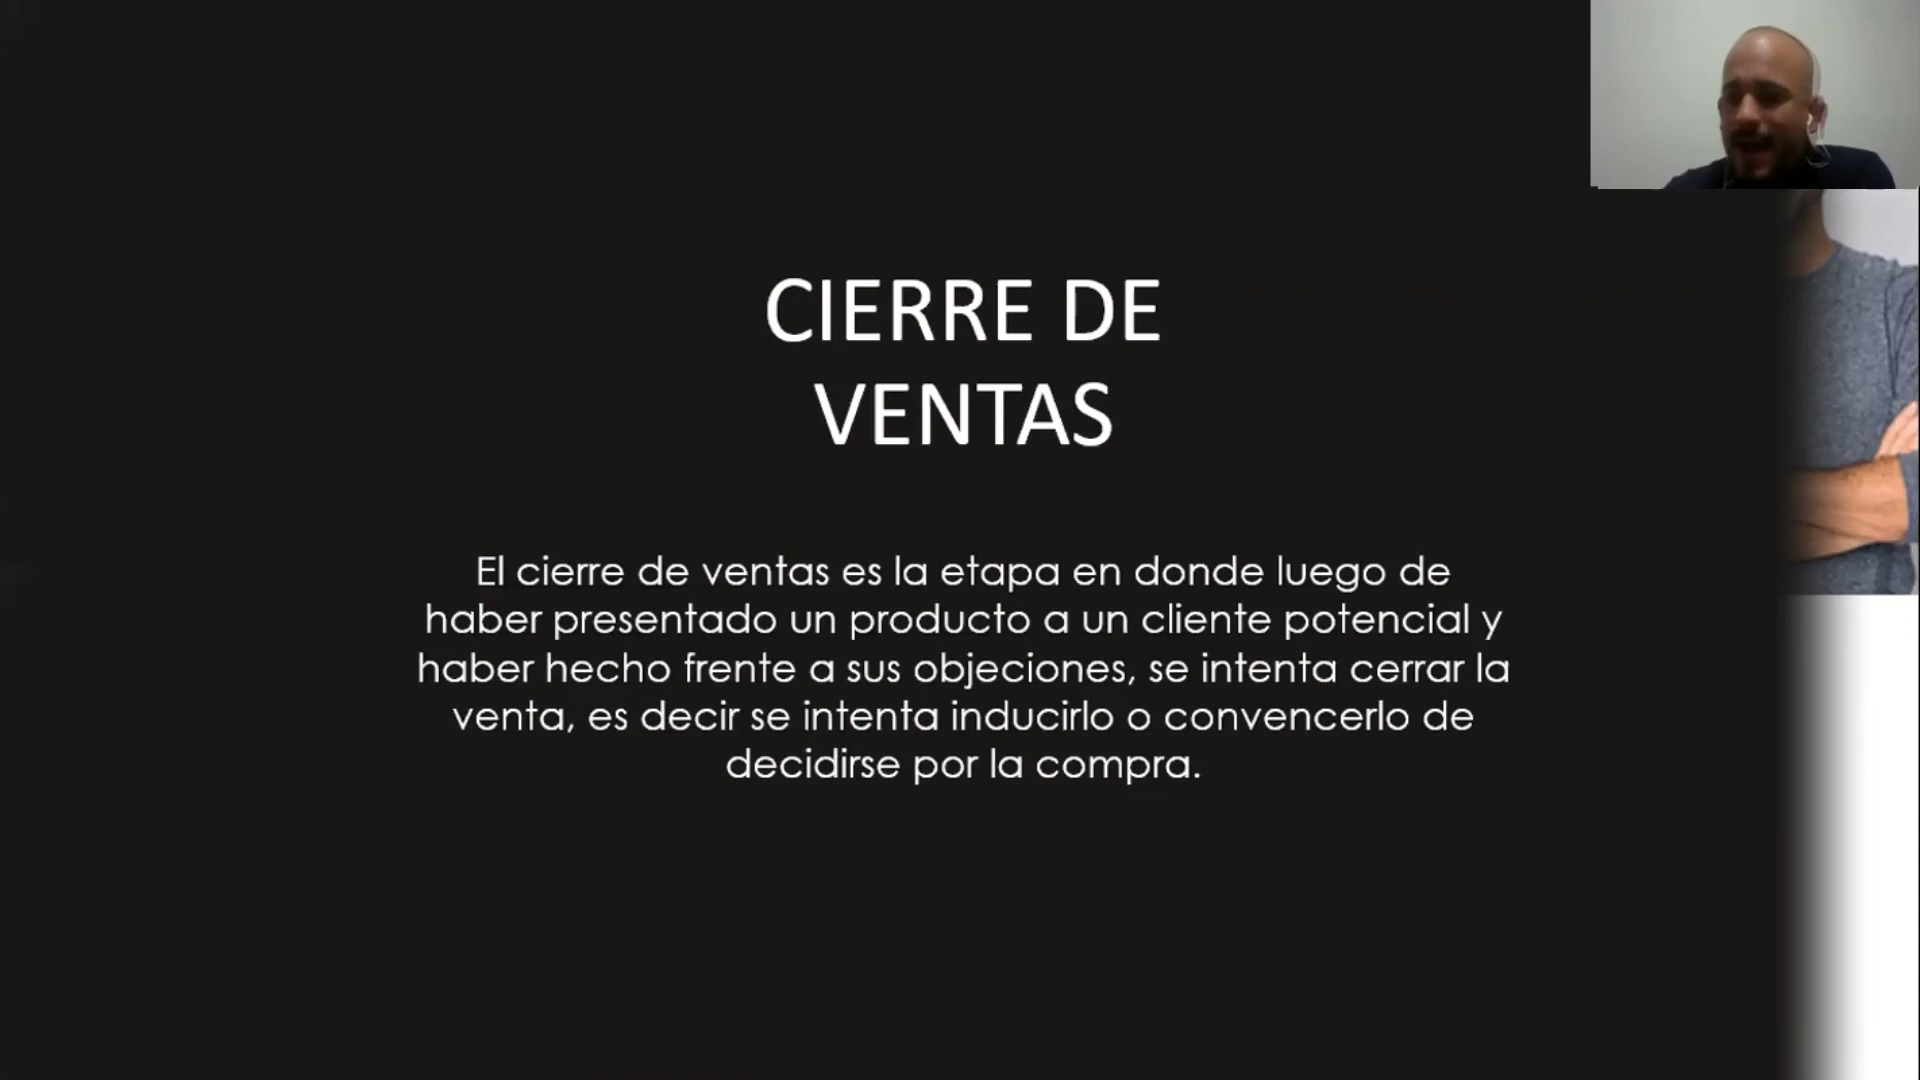 CIERRE DE
VENTAS
El cierre de ventas es la etapa en donde luego de
haber presentado un producto a un cliente potencial y
haber hecho frente a sus objeciones, se intenta cerrar la
venta, es decir se intenta inducirlo o convencerlo de
decidirse por la compra.